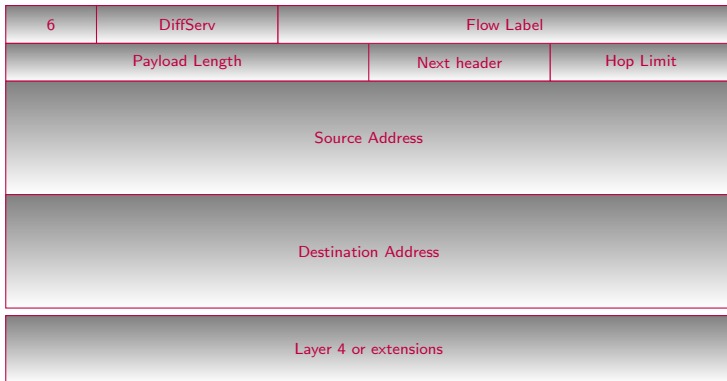 6 DiffServ Flow Label
Payload Length Next header Hop Limit
Source Address
Destination Address
Layer 4 or extensions